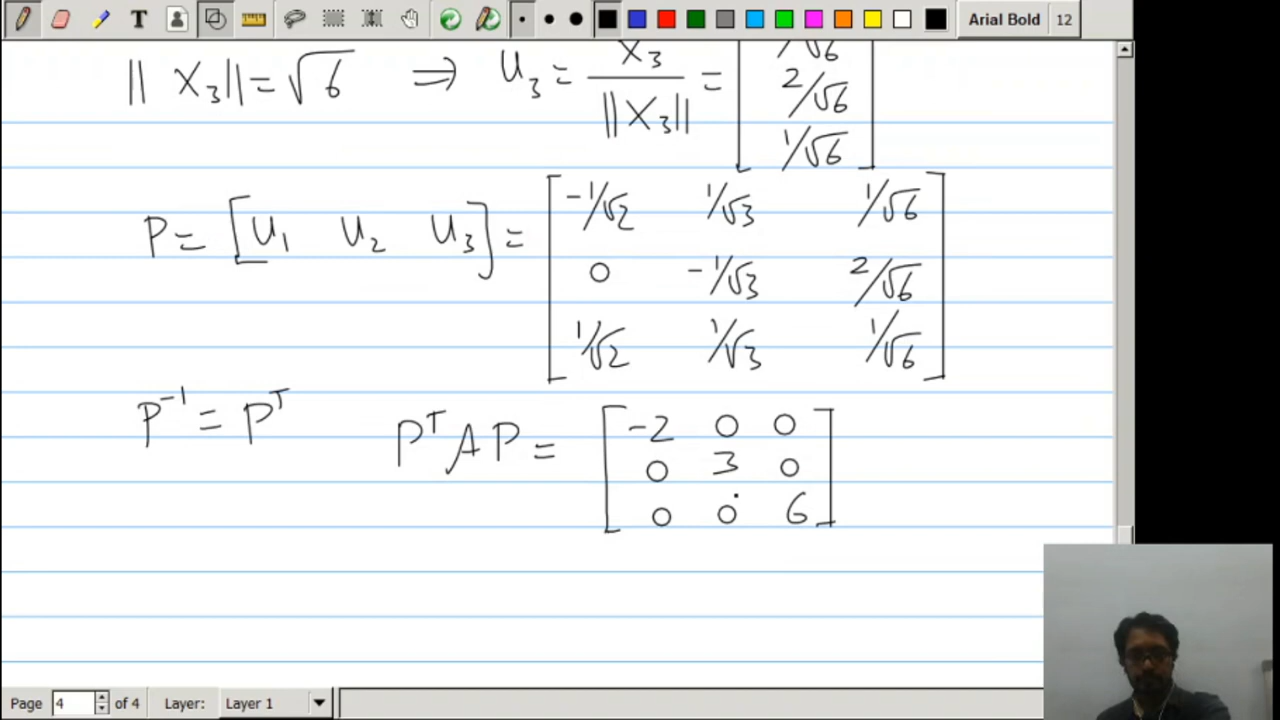 T Arial Bold 12
|| X₃|| = √6 ⇒ U₃ = X₃ / ||X₃|| = [ 1/√6 2/√6 1/√6 ]
P = [U₁ U₂ U₃] = [ -1/√2 1/√3 1/√6
0 -1/√3 2/√6
1/√2 1/√3 1/√6 ]
P⁻¹ = Pᵀ
PᵀAP = [ -2 0 0
0 3 0
0 0 6 ]
Page 4 of 4 Layer: Layer 1